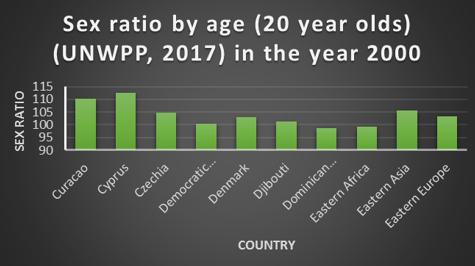 Sex ratio by age (20 year olds)
(UNWPP, 2017) in the year 2000
SEX RATIO
115
110
105
100
95
90
Curacao
Cyprus
Czechia
Democratic...
Denmark
Djibouti
Dominican...
Eastern Africa
Eastern Asia
Eastern Europe
COUNTRY